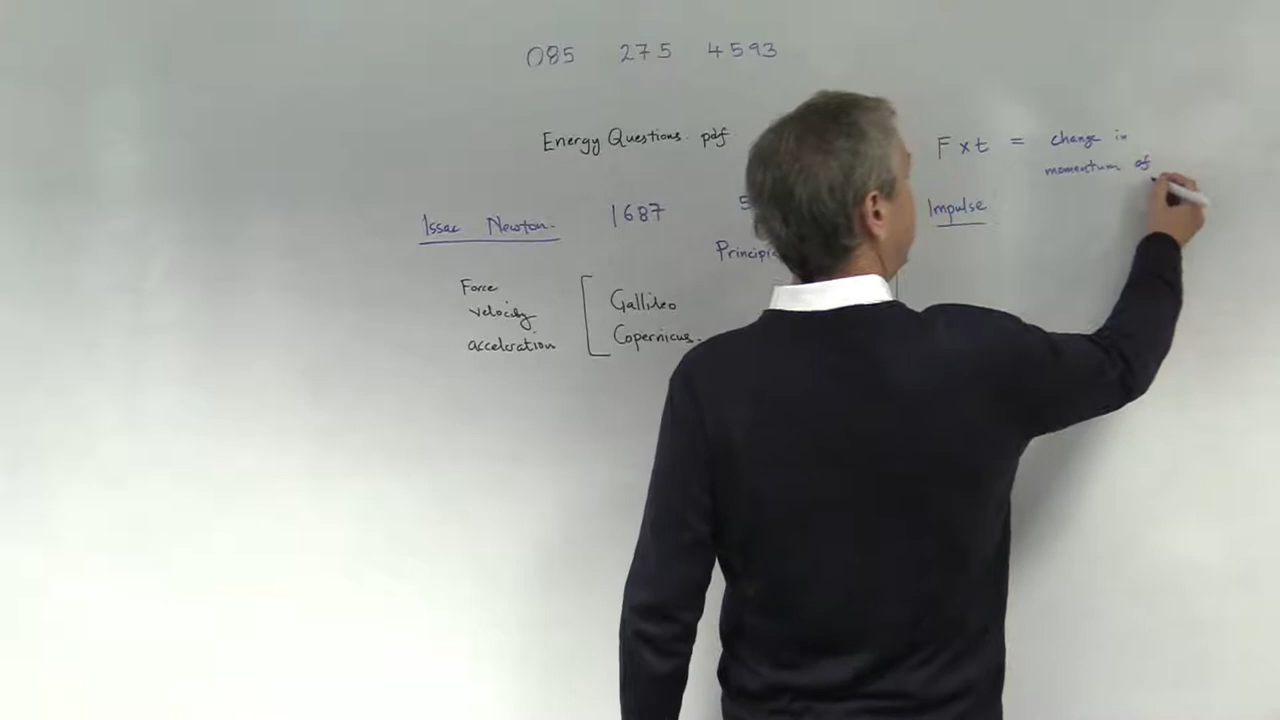 085 275 4593
Energy Questions. pdf
F x t = change in
momentum of
Issac Newton. 1687
Impulse
Force
velocity
acceleration
Gallileo
Copernicus.